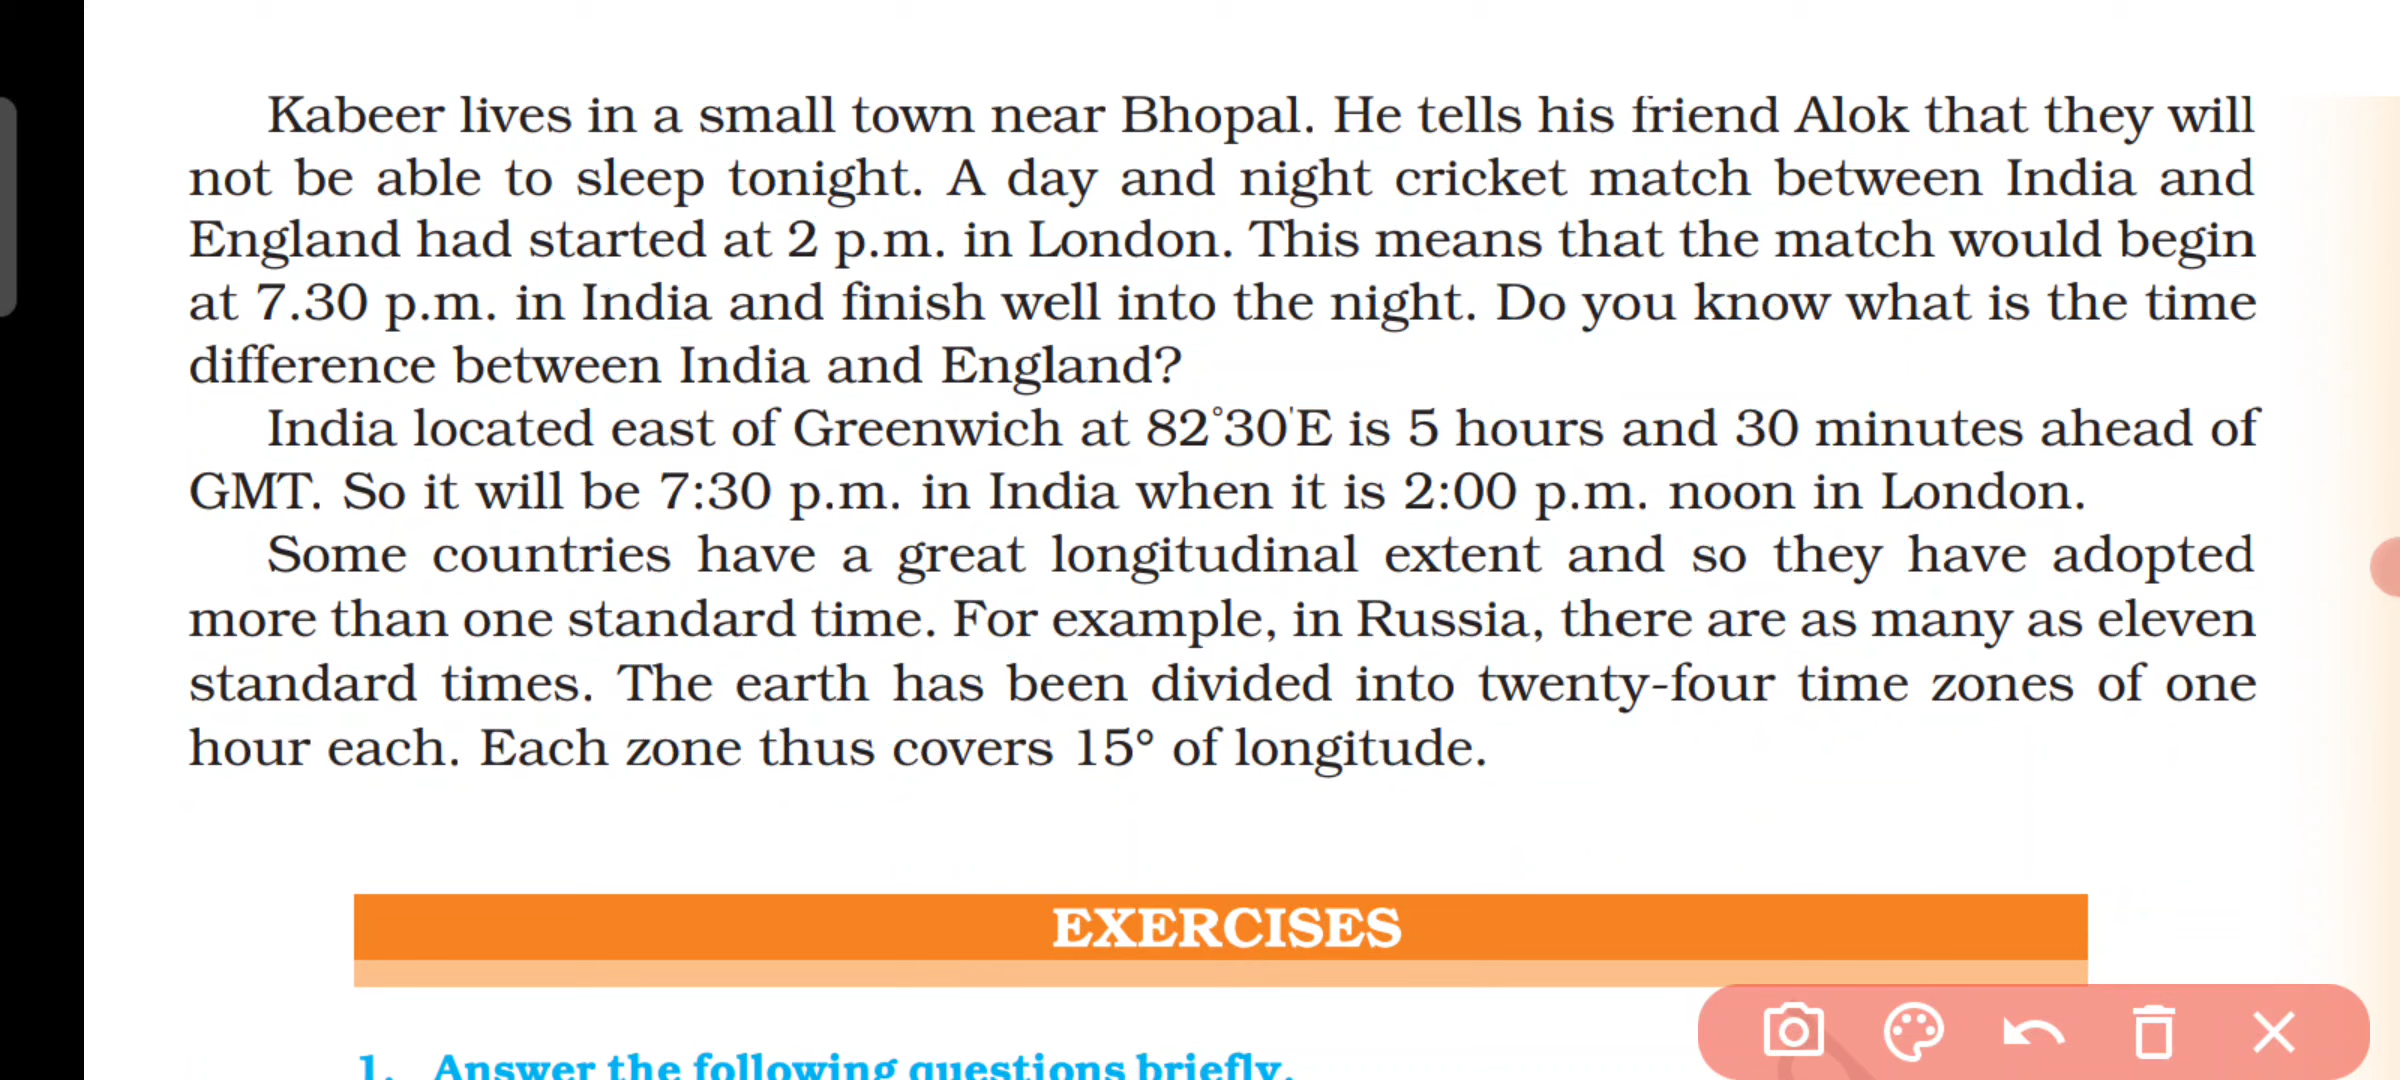 Kabeer lives in a small town near Bhopal. He tells his friend Alok that they will
not be able to sleep tonight. A day and night cricket match between India and
England had started at 2 p.m. in London. This means that the match would begin
at 7.30 p.m. in India and finish well into the night. Do you know what is the time
difference between India and England?
India located east of Greenwich at 82°30'E is 5 hours and 30 minutes ahead of
GMT. So it will be 7:30 p.m. in India when it is 2:00 p.m. noon in London.
Some countries have a great longitudinal extent and so they have adopted
more than one standard time. For example, in Russia, there are as many as eleven
standard times. The earth has been divided into twenty-four time zones of one
hour each. Each zone thus covers 15° of longitude.
EXERCISES
1. Answer the following questions briefly.